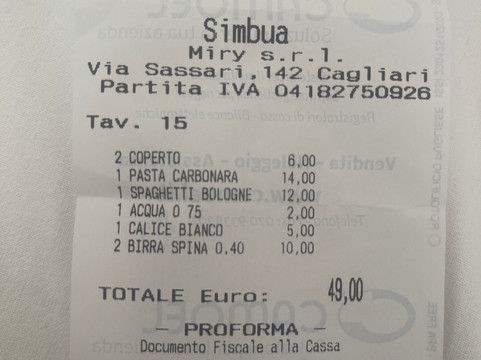 Simbua
Miry s.r.l.
Via Sassari,142 Cagliari
Partita IVA 04182750926
Tav. 15
2 COPERTO 6,00
1 PASTA CARBONARA 14,00
1 SPAGHETTI BOLOGNE 12,00
1 ACQUA 0 75 2,00
1 CALICE BIANCO 5,00
2 BIRRA SPINA 0.40 10,00
TOTALE Euro: 49,00
- PROFORMA -
Documento Fiscale alla Cassa